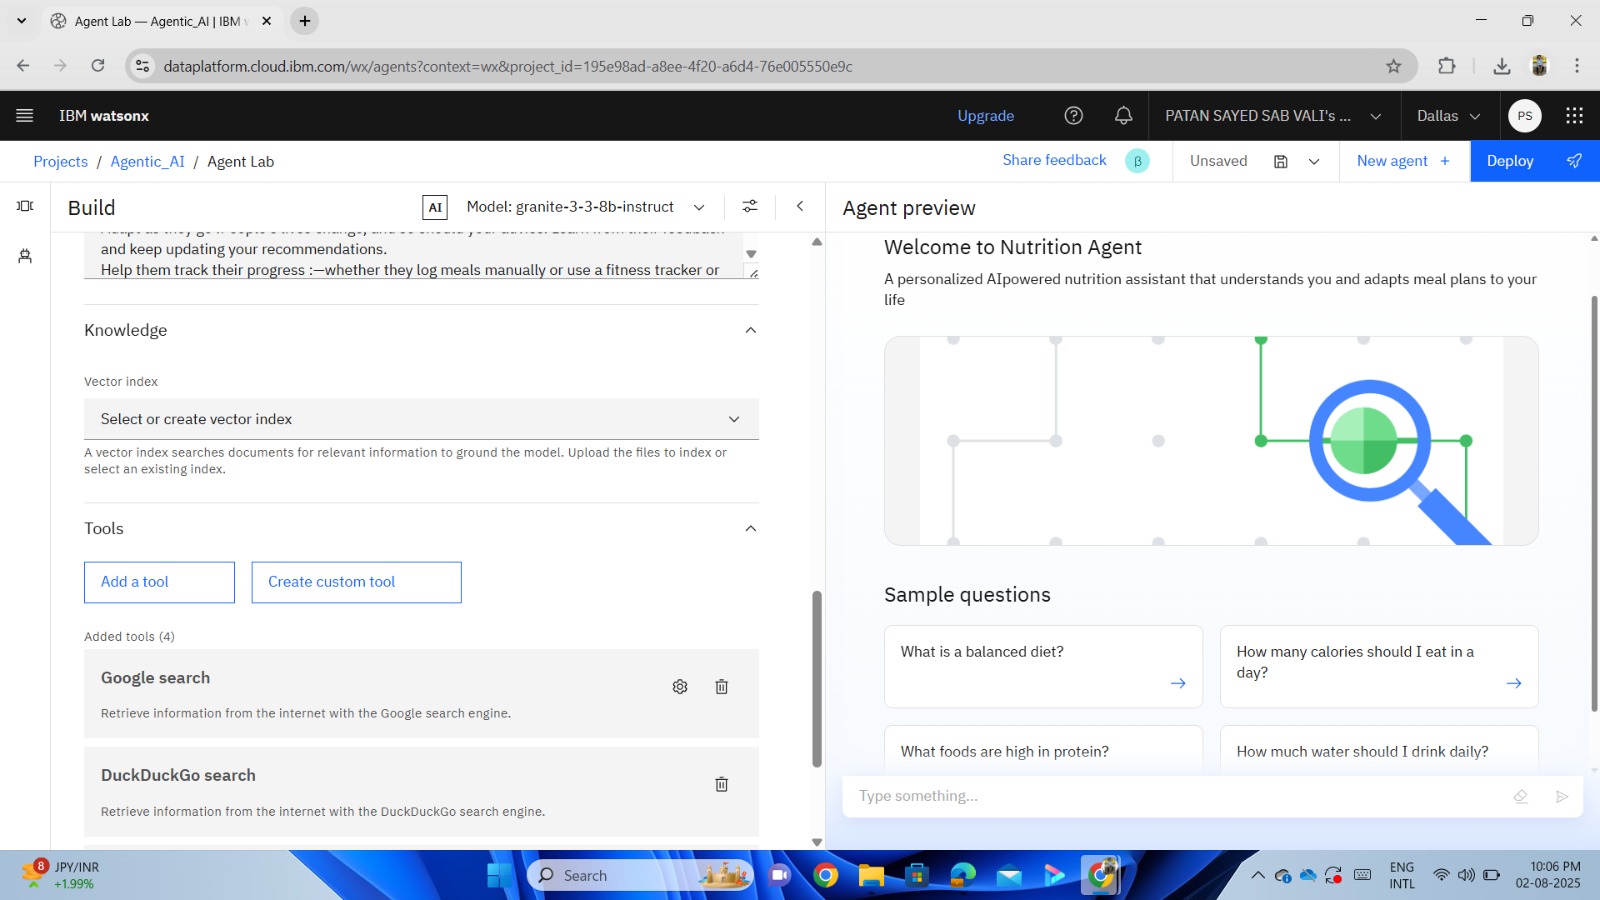 Agent Lab — Agentic_AI | IBM w
dataplatform.cloud.ibm.com/wx/agents?context=wx&project_id=195e98ad-a8ee-4f20-a6d4-76e005550e9c
IBM watsonx
Upgrade
PATAN SAYED SAB VALI's ...
Dallas
PS
Projects / Agentic_AI / Agent Lab
Share feedback
β
Unsaved
New agent +
Deploy
Build
AI
Model: granite-3-3-8b-instruct
and keep updating your recommendations.
Help them track their progress :—whether they log meals manually or use a fitness tracker or
Knowledge
Vector index
Select or create vector index
A vector index searches documents for relevant information to ground the model. Upload the files to index or
select an existing index.
Tools
Add a tool
Create custom tool
Added tools (4)
Google search
Retrieve information from the internet with the Google search engine.
DuckDuckGo search
Retrieve information from the internet with the DuckDuckGo search engine.
Agent preview
Welcome to Nutrition Agent
A personalized AIpowered nutrition assistant that understands you and adapts meal plans to your
life
Sample questions
What is a balanced diet?
How many calories should I eat in a
day?
What foods are high in protein?
How much water should I drink daily?
Type something...
8
JPY/INR
+1.99%
Search
ENG
INTL
10:06 PM
02-08-2025